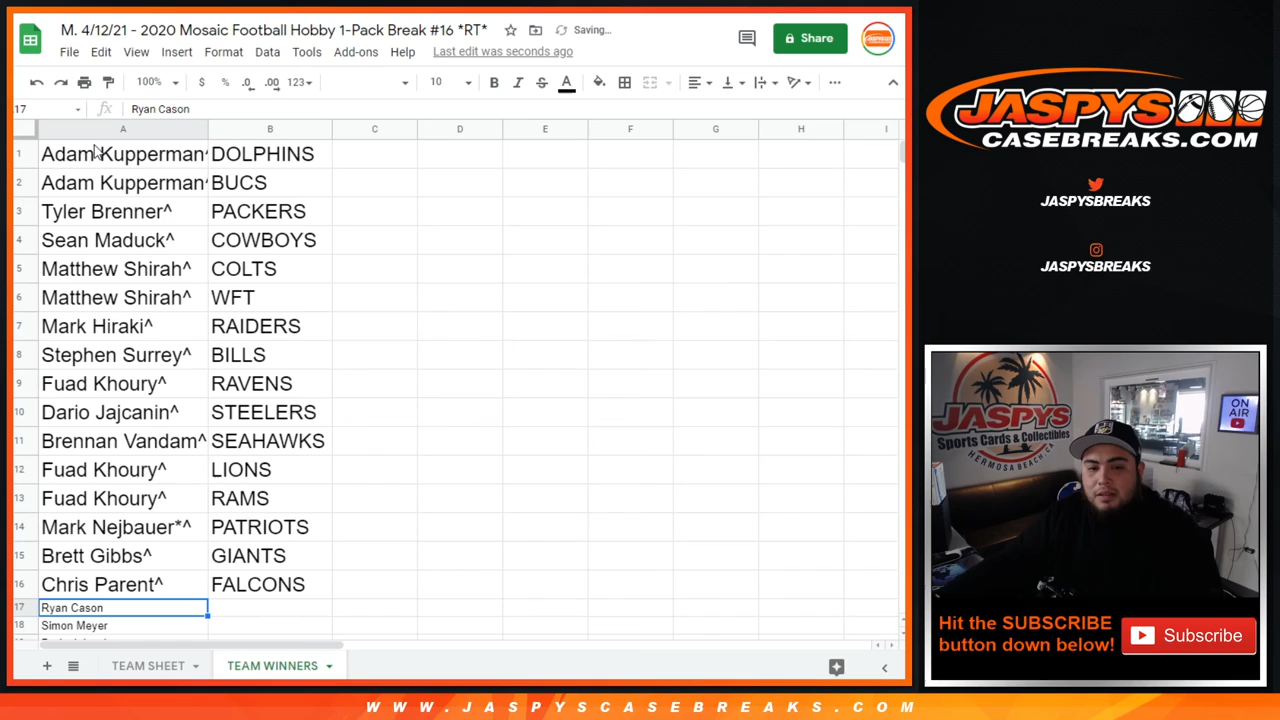 M. 4/12/21 - 2020 Mosaic Football Hobby 1-Pack Break #16 *RT*
Saving...
Share
File Edit View Insert Format Data Tools Add-ons Help Last edit was seconds ago
100% $ % .0 .00 123 10 B I S A
17 fx Ryan Cason
A B C D E F G H I
1 Adam Kupperman^ DOLPHINS
2 Adam Kupperman^ BUCS
3 Tyler Brenner^ PACKERS
4 Sean Maduck^ COWBOYS
5 Matthew Shirah^ COLTS
6 Matthew Shirah^ WFT
7 Mark Hiraki^ RAIDERS
8 Stephen Surrey^ BILLS
9 Fuad Khoury^ RAVENS
10 Dario Jajcanin^ STEELERS
11 Brennan Vandam^ SEAHAWKS
12 Fuad Khoury^ LIONS
13 Fuad Khoury^ RAMS
14 Mark Nejbauer*^ PATRIOTS
15 Brett Gibbs^ GIANTS
16 Chris Parent^ FALCONS
17 Ryan Cason
18 Simon Meyer
TEAM SHEET TEAM WINNERS
JASPYS
CASEBREAKS.COM
JASPYSBREAKS
JASPYSBREAKS
JASPYS
Sports Cards & Collectibles
HERMOSA BEACH, CA
ON
AIR
Hit the SUBSCRIBE
button down below!
Subscribe
WWW.JASPYSCASEBREAKS.COM